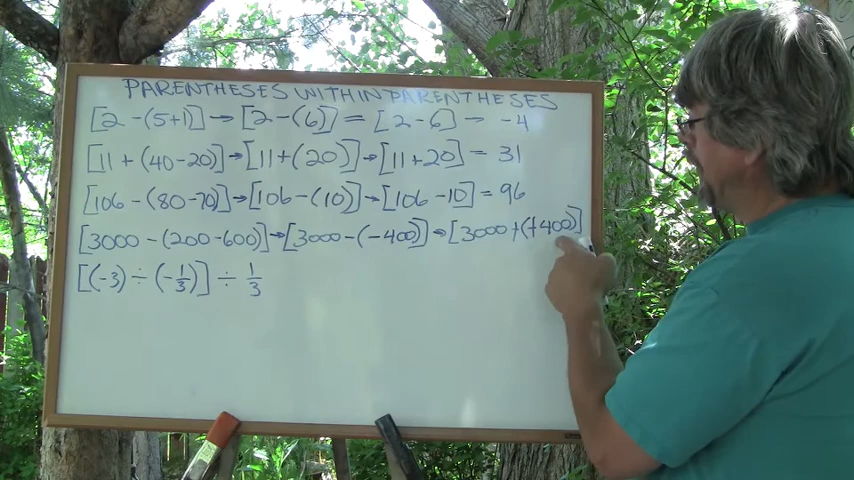 PARENTHESES WITHIN PARENTHESES
[2-(5+1)] → [2-(6)] = [2-6] = -4
[11+(40-20)] → [11+(20)] → [11+20] = 31
[106-(80-70)] → [106-(10)] → [106-10] = 96
[3000-(200-600)] → [3000-(-400)] → [3000+(+400)]
[(-3)÷(-1/3)] ÷ 1/3